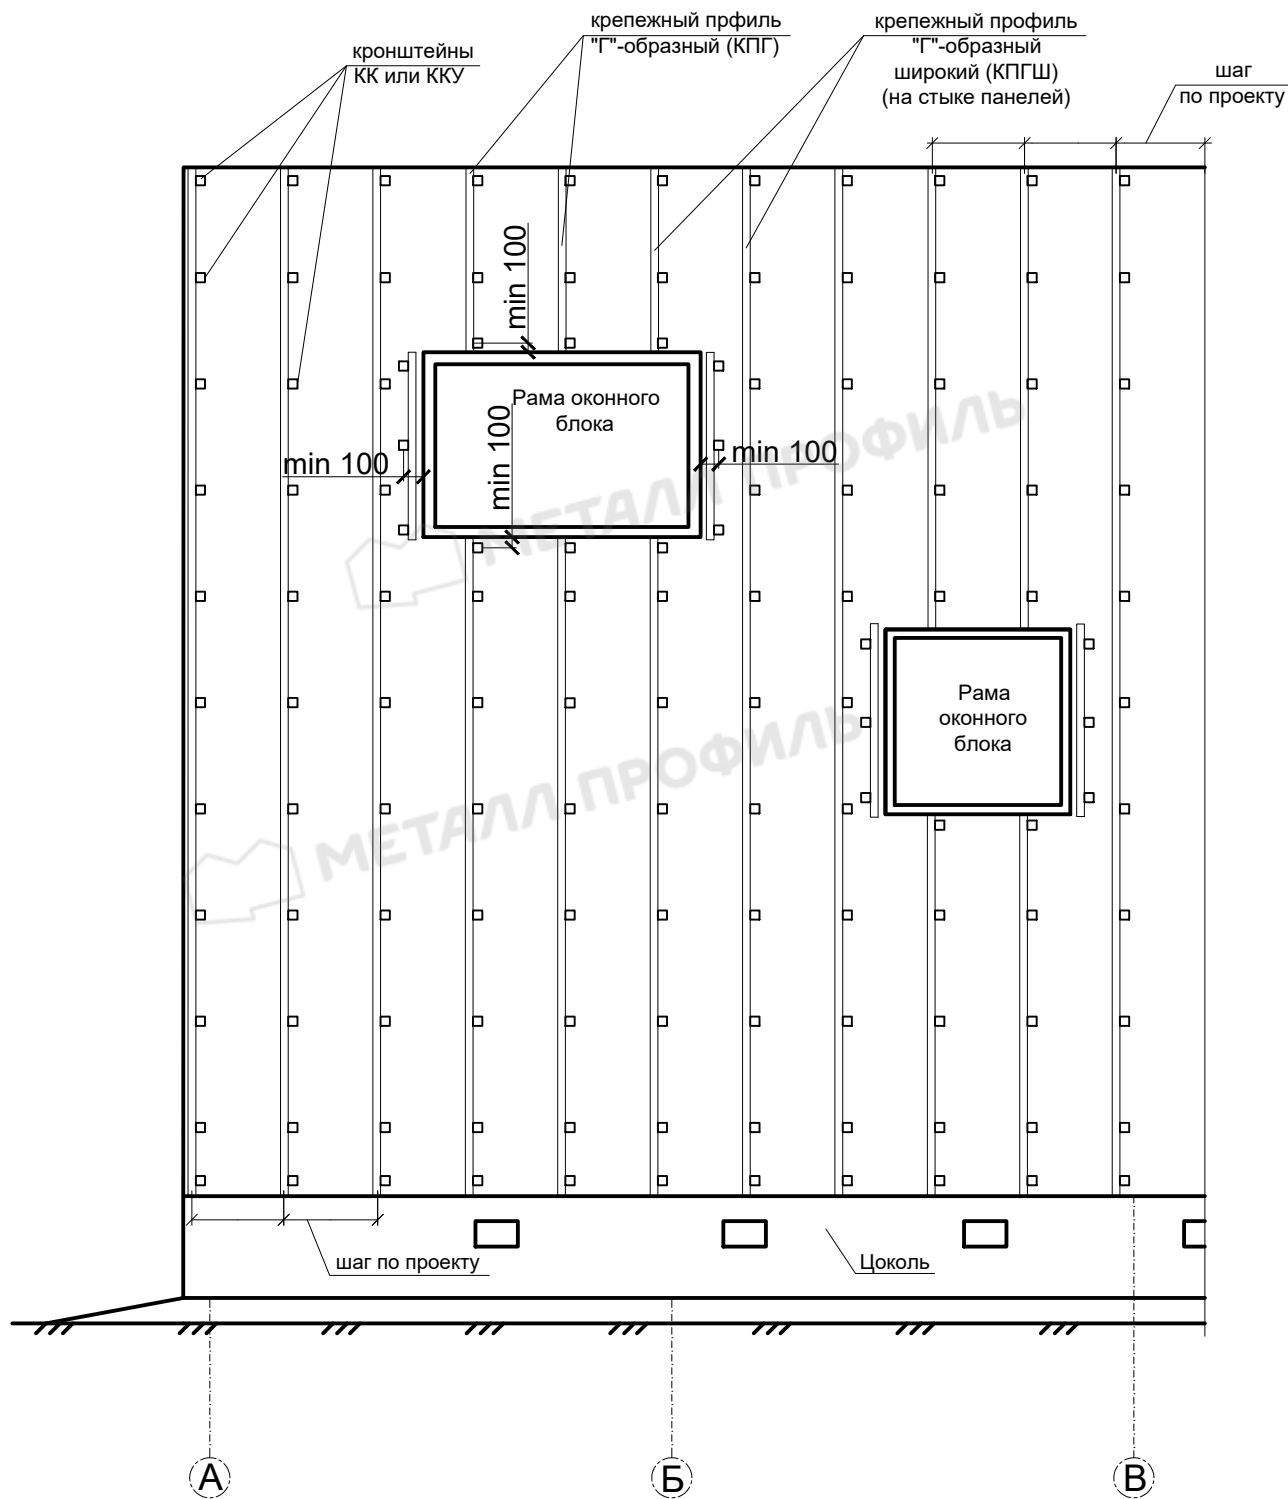 крепежный прфиль
"Г"-образный (КПГ)
крепежный профиль
"Г"-образный
широкий (КПГШ)
(на стыке панелей)
кронштейны
КК или ККУ
шаг
по проекту
min 100
Рама оконного
блока
min 100
min 100
min 100
МЕТАЛЛ ПРОФИЛЬ
Рама
оконного
блока
МЕТАЛЛ ПРОФИЛЬ
шаг по проекту
Цоколь
А
Б
В